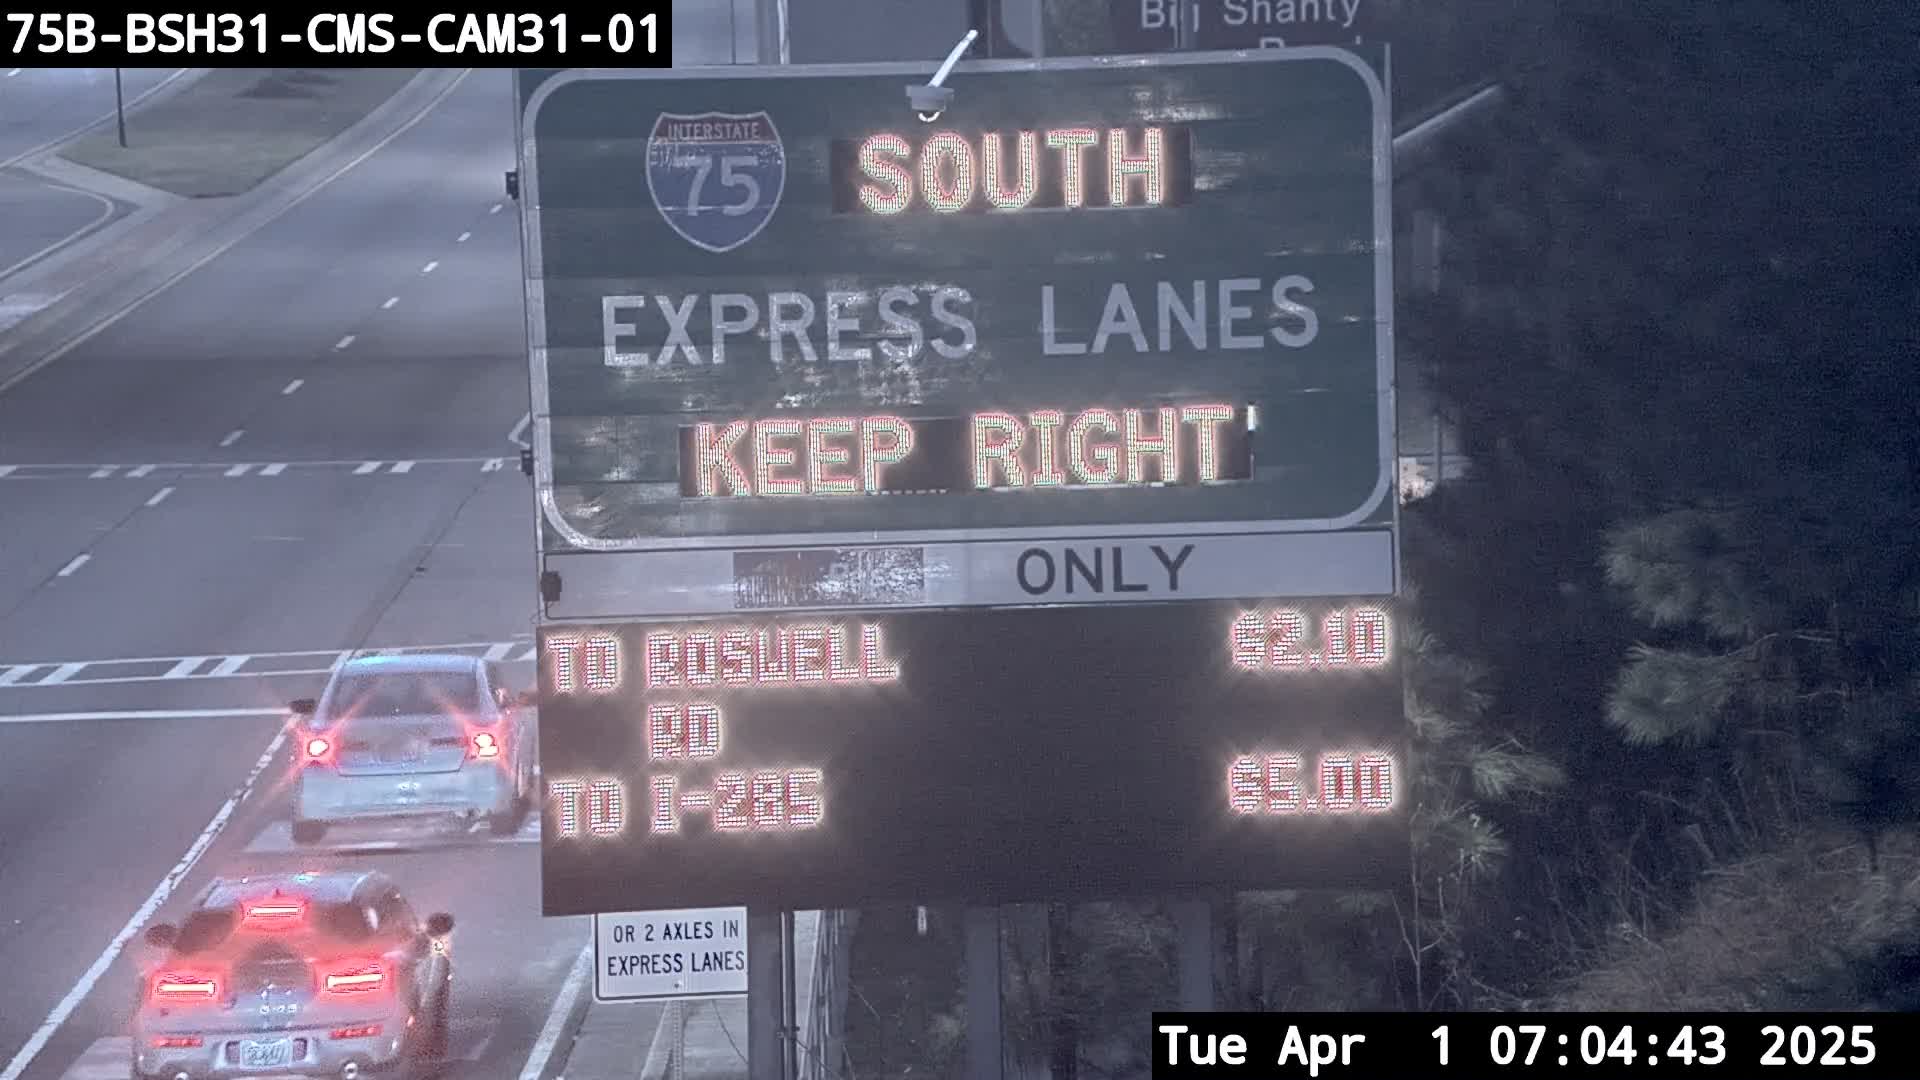 75B-BSH31-CMS-CAM31-01
Big Shanty
INTERSTATE
75
SOUTH
EXPRESS LANES
KEEP RIGHT
ONLY
TO ROSWELL $2.10
RD
TO I-285 $5.00
OR 2 AXLES IN
EXPRESS LANES
Tue Apr 1 07:04:43 2025